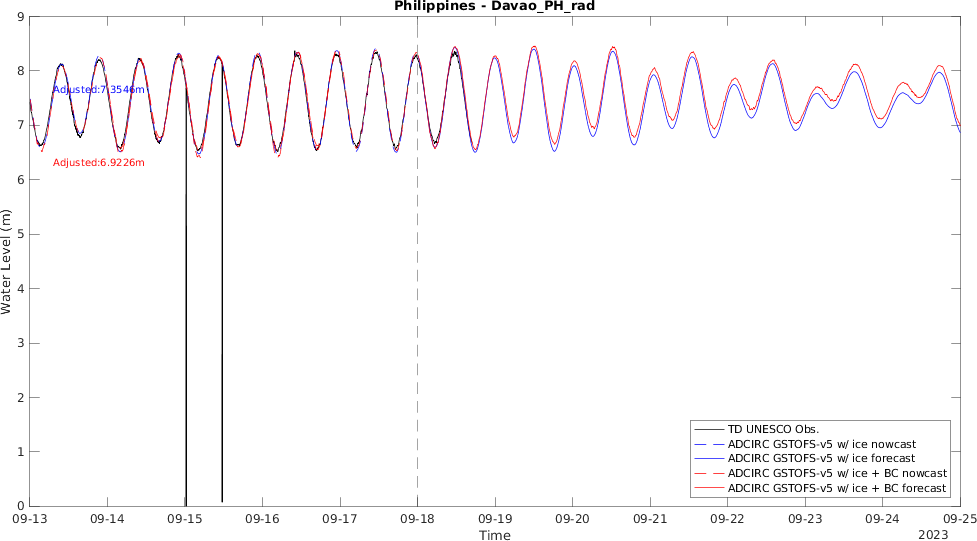 Philippines - Davao_PH_rad
9
8
7
6
5
4
3
2
1
0
Water Level (m)
Adjusted:7.3546m
Adjusted:6.9226m
TD UNESCO Obs.
ADCIRC GSTOFS-v5 w/ ice nowcast
ADCIRC GSTOFS-v5 w/ ice forecast
ADCIRC GSTOFS-v5 w/ ice + BC nowcast
ADCIRC GSTOFS-v5 w/ ice + BC forecast
09-13 09-14 09-15 09-16 09-17 09-18 09-19 09-20 09-21 09-22 09-23 09-24 09-25
Time
2023